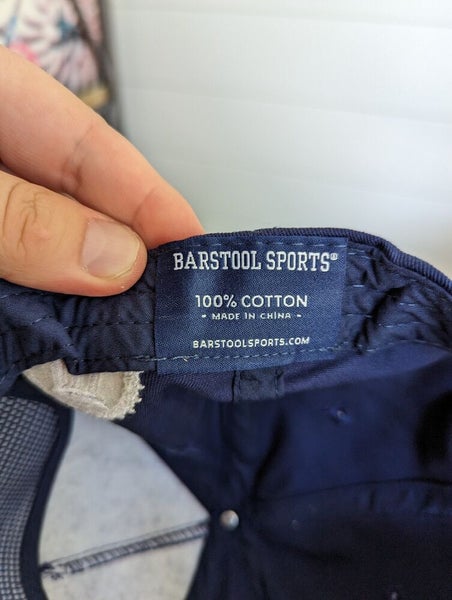 BARSTOOL SPORTS®
100% COTTON
- MADE IN CHINA -
BARSTOOLSPORTS.COM